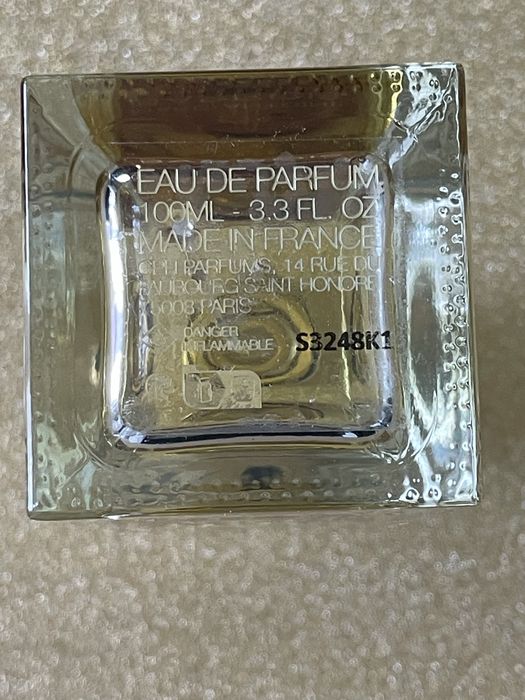 EAU DE PARFUM
100ML - 3.3 FL. OZ
MADE IN FRANCE
PARFUMS, 14 RUE DU
FAUBOURG SAINT HONORE
75008 PARIS
DANGER
INFLAMMABLE
S3248K1